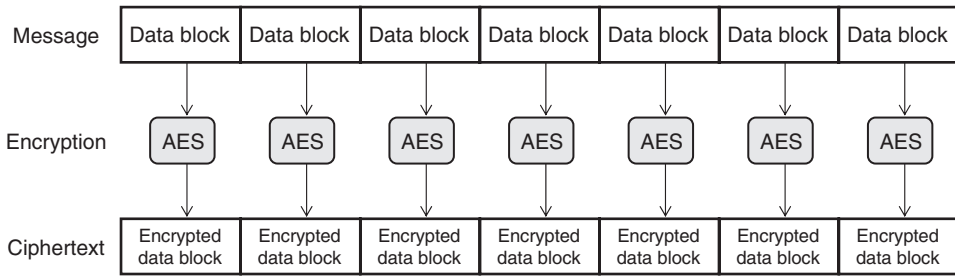 Message Data block Data block Data block Data block Data block Data block Data block
Encryption AES AES AES AES AES AES AES
Encrypted Encrypted Encrypted Encrypted Encrypted Encrypted Encrypted
Ciphertext
data block data block data block data block data block data block data block